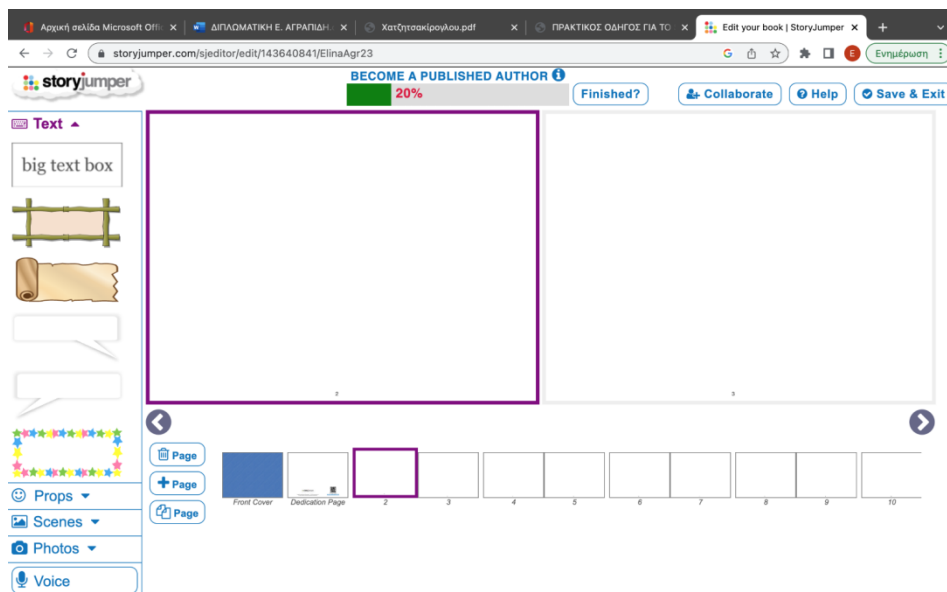 Αρχική σελίδα Microsoft Offi
ΔΙΠΛΩΜΑΤΙΚΗ Ε. ΑΓΡΑΠΙΔΗ.
Χατζητσακίρογλου.pdf
ΠΡΑΚΤΙΚΟΣ ΟΔΗΓΟΣ ΓΙΑ ΤΟ
Edit your book | StoryJumper
storyjumper.com/sjeditor/edit/143640841/ElinaAgr23
E
Ενημέρωση
storyjumper
BECOME A PUBLISHED AUTHOR
20%
Finished?
Collaborate
Help
Save & Exit
Text
big text box
2
3
Props
Scenes
Photos
Voice
Page
Page
Page
Front Cover
Dedication Page
2
3
4
5
6
7
8
9
10